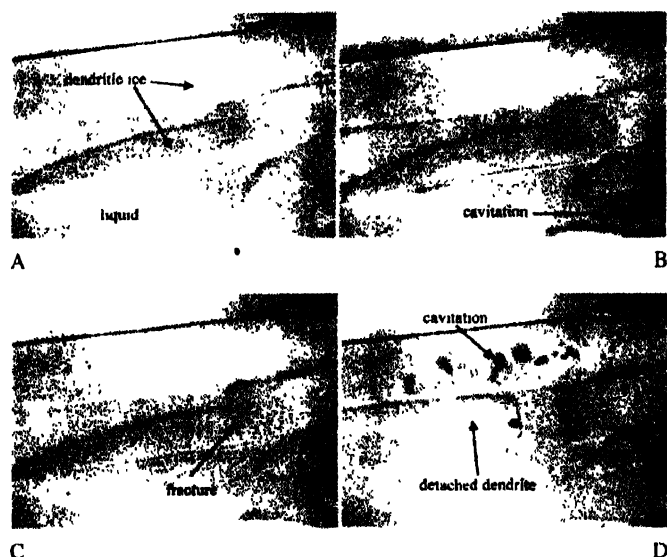 dendritic ice
liquid
A
cavitation
B
fracture
C
cavitation
detached dendrite
D